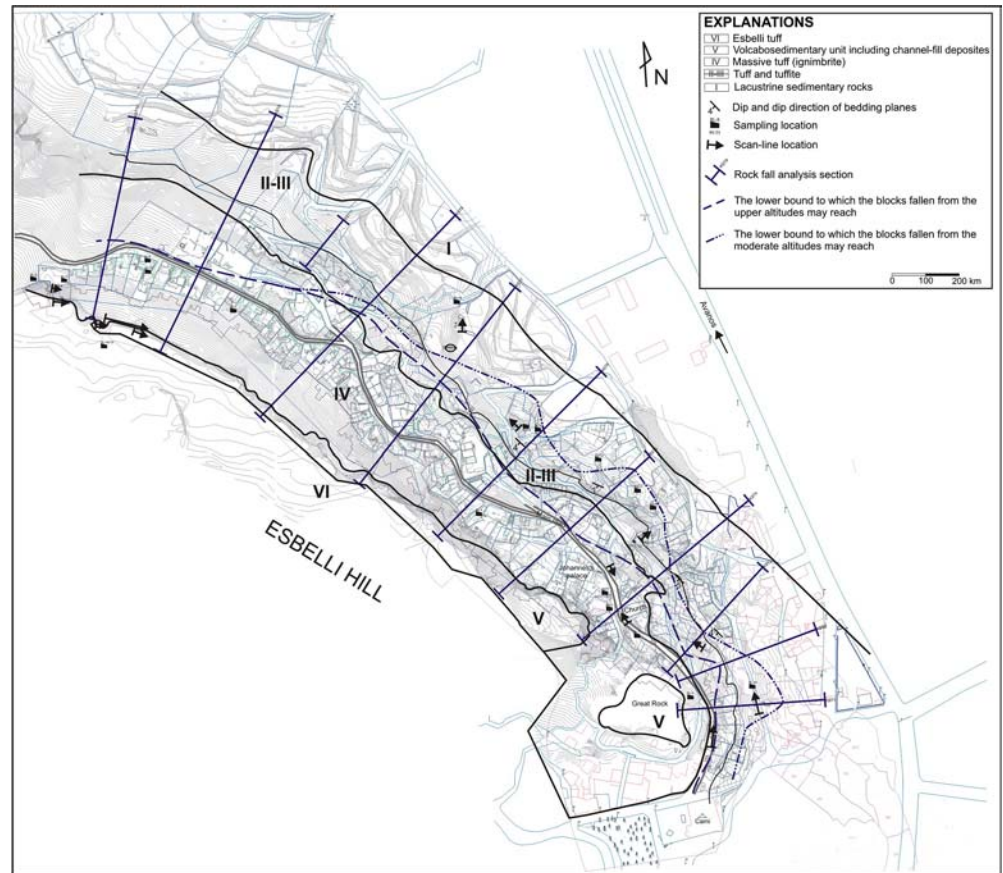 EXPLANATIONS
VI Esbelli tuff
V Volcabosedimentary unit including channel-fill deposites
IV Massive tuff (ignimbrite)
II-III Tuff and tuffite
I Lacustrine sedimentary rocks
Dip and dip direction of bedding planes
Sampling location
Scan-line location
Rock fall analysis section
The lower bound to which the blocks fallen from the
upper altitudes may reach
The lower bound to which the blocks fallen from the
moderate altitudes may reach
0 100 200 km
N
II-III
I
Avanos
IV
II-III
VI
ESBELLI HILL
V
Church
Great Rock
V
Cami